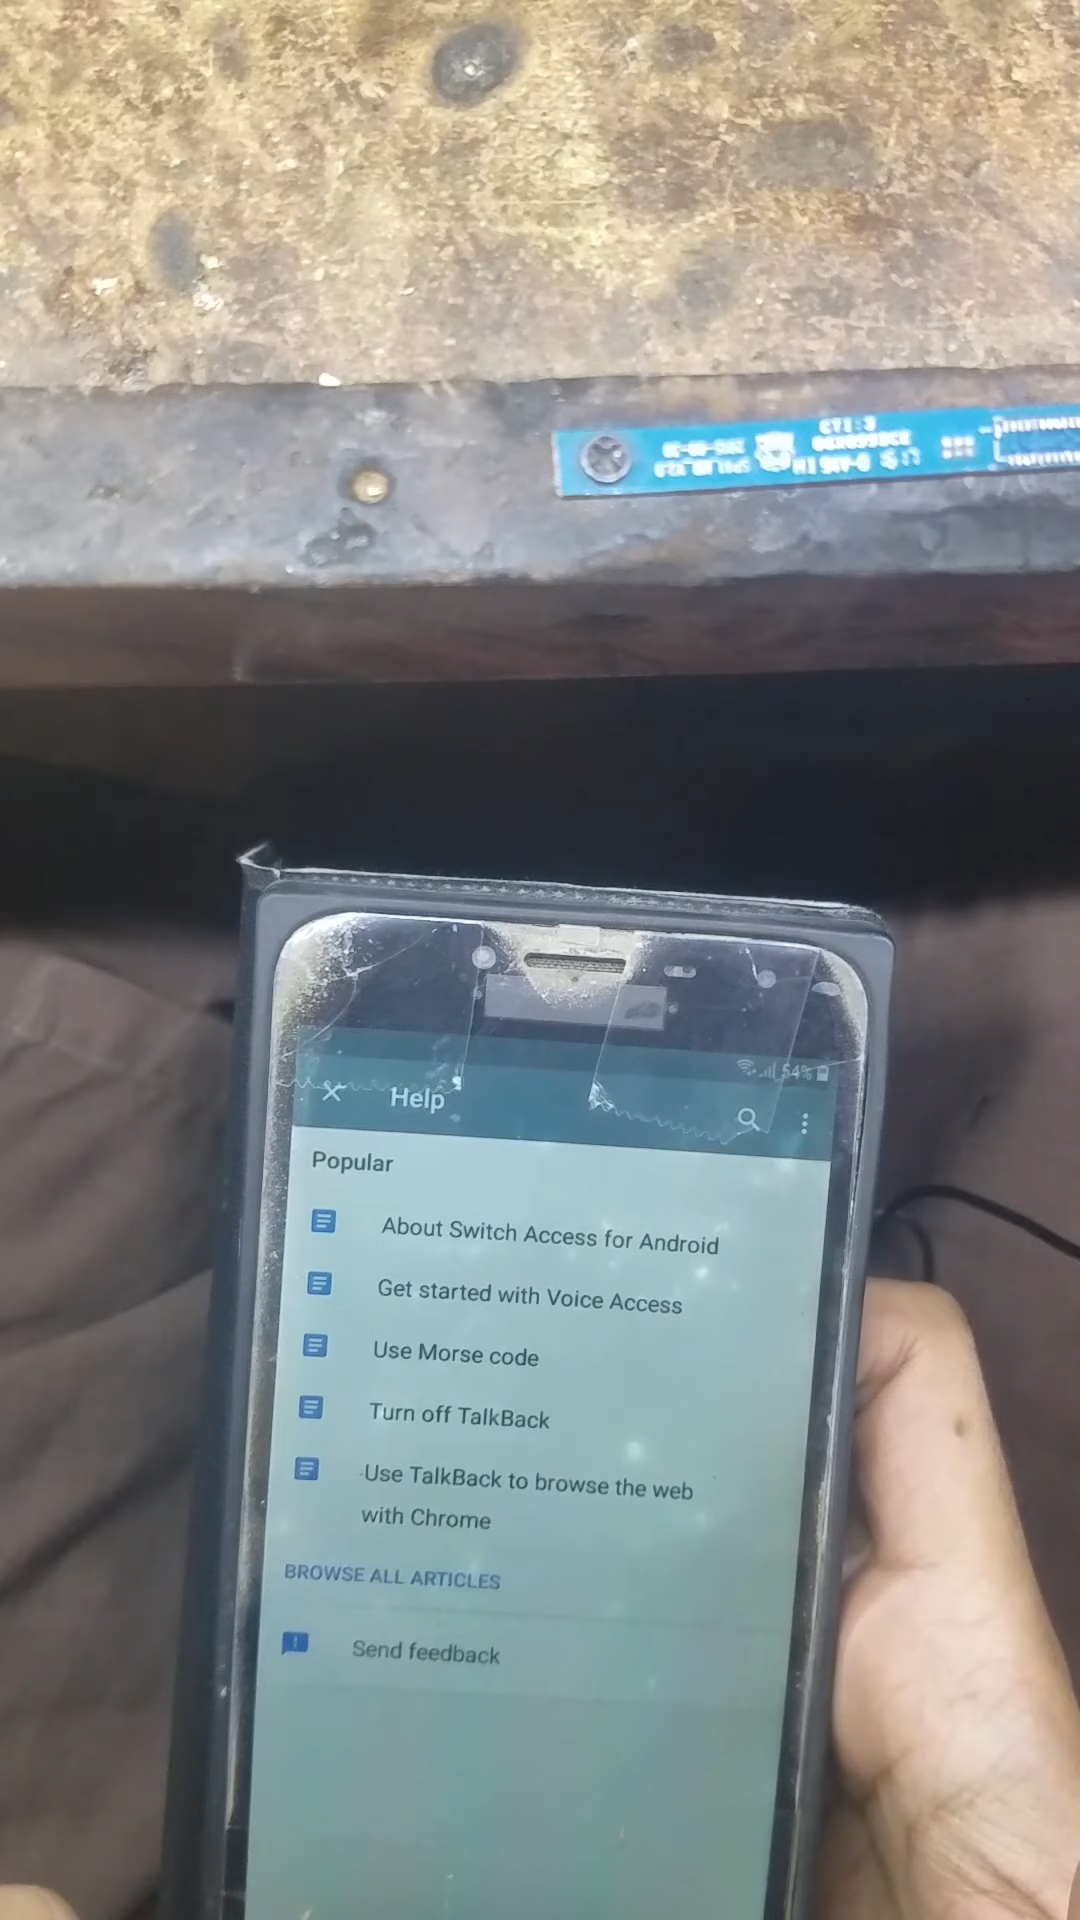 54%
Help
Popular
About Switch Access for Android
Get started with Voice Access
Use Morse code
Turn off TalkBack
Use TalkBack to browse the web
with Chrome
BROWSE ALL ARTICLES
Send feedback